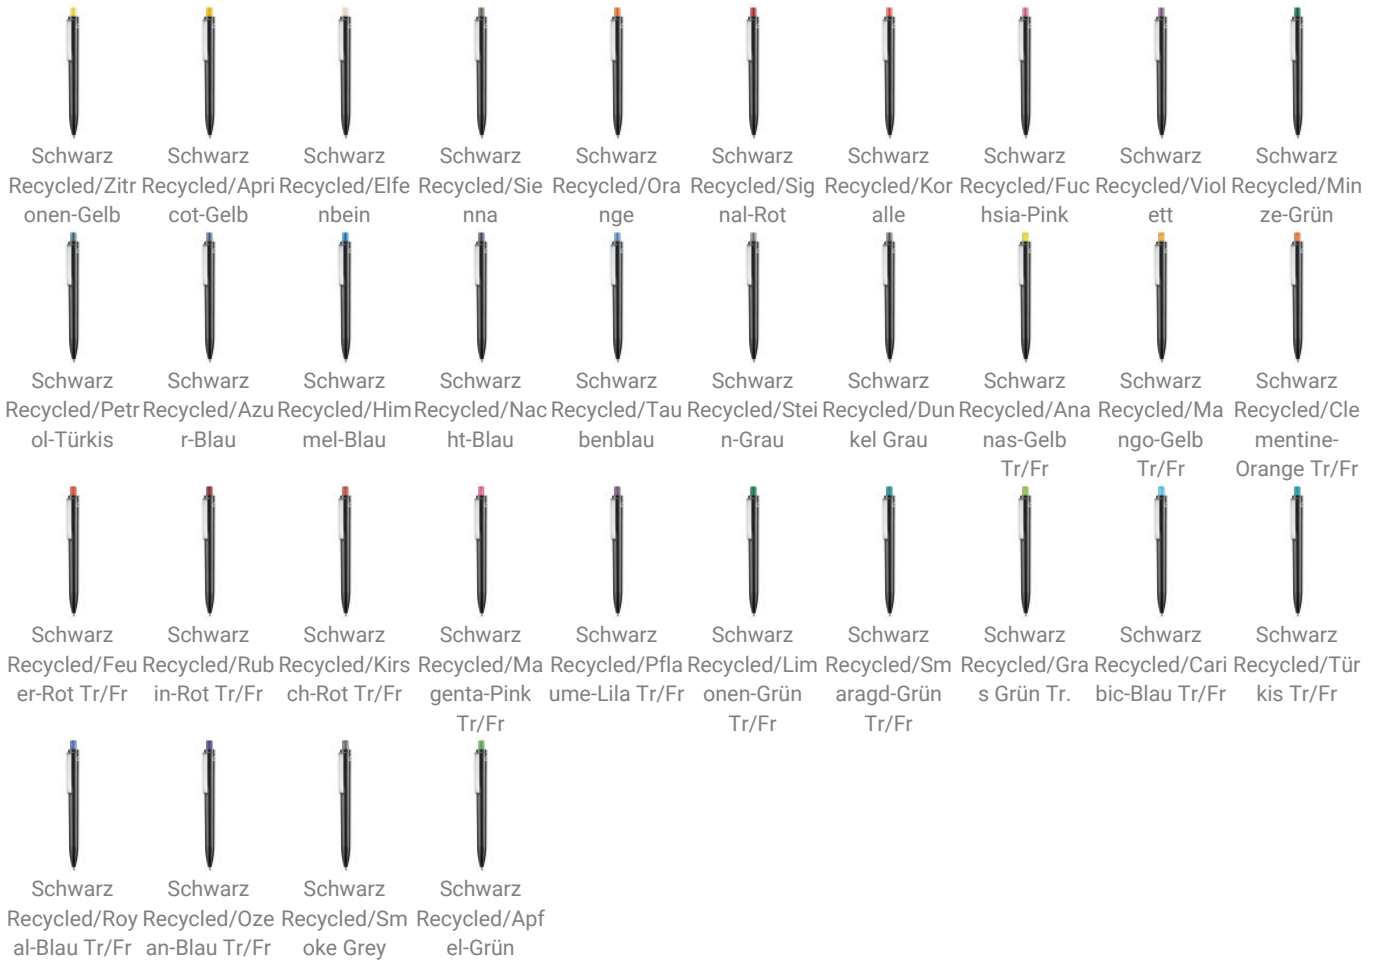 Schwarz Schwarz Schwarz Schwarz Schwarz Schwarz Schwarz Schwarz Schwarz Schwarz
Recycled/Zitr Recycled/Apri Recycled/Elfe Recycled/Sie Recycled/Ora Recycled/Sig Recycled/Kor Recycled/Fuc Recycled/Viol Recycled/Min
onen-Gelb cot-Gelb nbein nna nge nal-Rot alle hsia-Pink ett ze-Grün
Schwarz Schwarz Schwarz Schwarz Schwarz Schwarz Schwarz Schwarz Schwarz Schwarz
Recycled/Petr Recycled/Azu Recycled/Him Recycled/Nac Recycled/Tau Recycled/Stei Recycled/Dun Recycled/Ana Recycled/Ma Recycled/Cle
ol-Türkis r-Blau mel-Blau ht-Blau benblau n-Grau kel Grau nas-Gelb ngo-Gelb mentine-
Tr/Fr Tr/Fr Orange Tr/Fr
Schwarz Schwarz Schwarz Schwarz Schwarz Schwarz Schwarz Schwarz Schwarz Schwarz
Recycled/Feu Recycled/Rub Recycled/Kirs Recycled/Ma Recycled/Pfla Recycled/Lim Recycled/Sm Recycled/Gra Recycled/Cari Recycled/Tür
er-Rot Tr/Fr in-Rot Tr/Fr ch-Rot Tr/Fr genta-Pink ume-Lila Tr/Fr onen-Grün aragd-Grün s Grün Tr. bic-Blau Tr/Fr kis Tr/Fr
Tr/Fr Tr/Fr Tr/Fr
Schwarz Schwarz Schwarz Schwarz
Recycled/Roy Recycled/Oze Recycled/Sm Recycled/Apf
al-Blau Tr/Fr an-Blau Tr/Fr oke Grey el-Grün